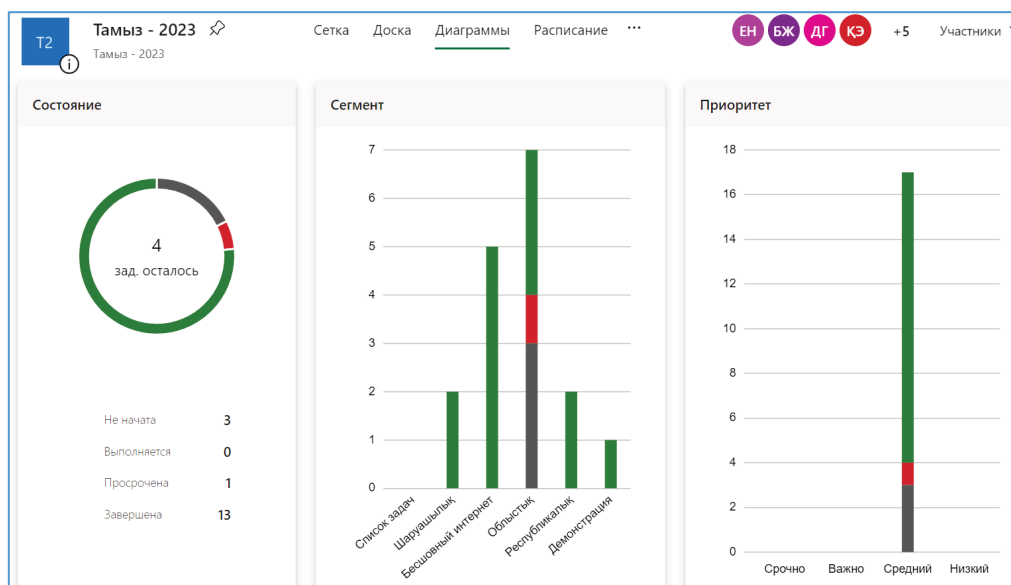 T2
Тамыз - 2023
Тамыз - 2023
Сетка Доска Диаграммы Расписание ···
ЕН БЖ ДГ ҚЭ +5 Участники
Состояние
4
зад. осталось
Не начата 3
Выполняется 0
Просрочена 1
Завершена 13
Сегмент
7
6
5
4
3
2
1
0
Список задач
Шаруашылық
Бесшовный интернет
Облыстық
Республикалық
Демонстрация
Приоритет
18
16
14
12
10
8
6
4
2
0
Срочно Важно Средний Низкий